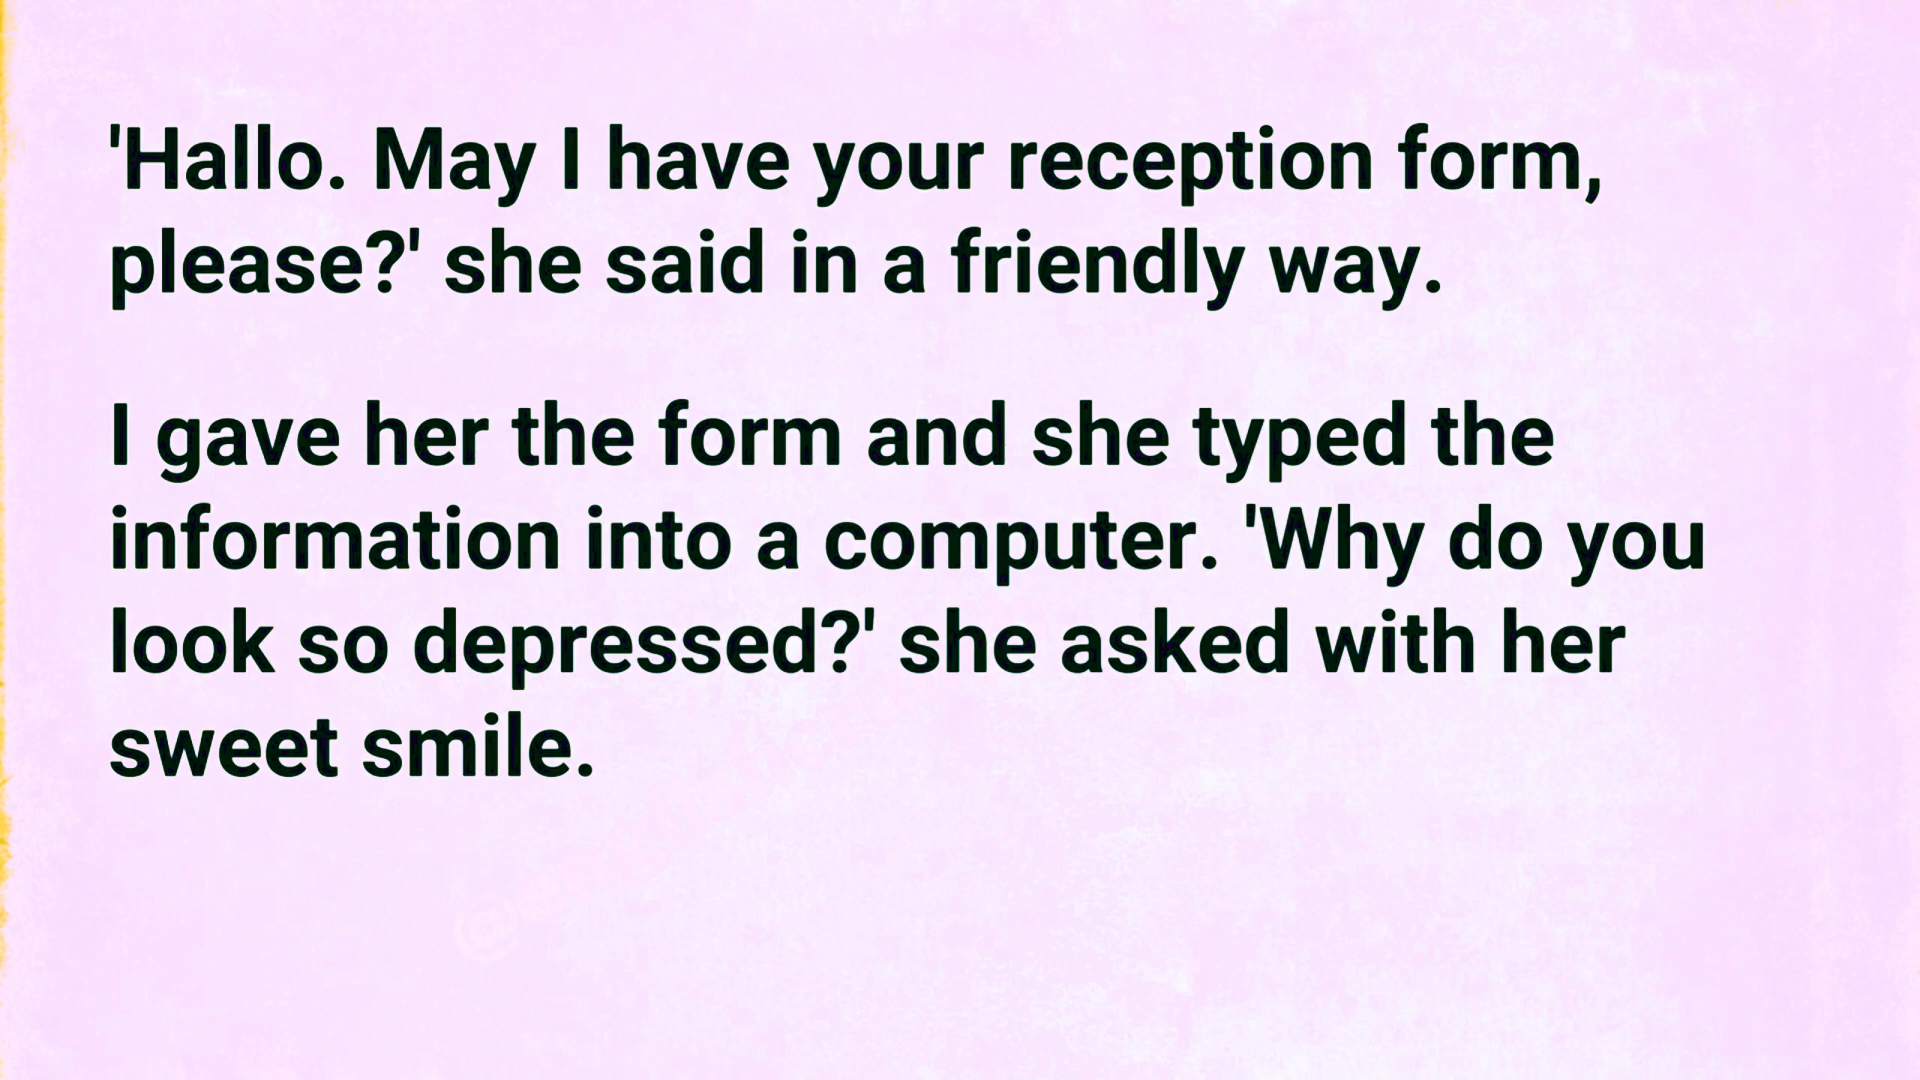 'Hallo. May I have your reception form,
please?' she said in a friendly way.
I gave her the form and she typed the
information into a computer. 'Why do you
look so depressed?' she asked with her
sweet smile.